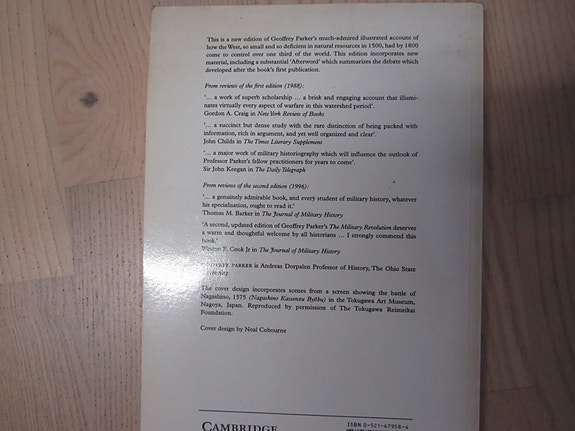 This is a new edition of Geoffrey Parker's much-admired illustrated account of
how the West, so small and so deficient in natural resources in 1500, had by 1800
come to control over one third of the world. This edition incorporates new
material, including a substantial 'Afterword' which summarizes the debate which
developed after the book's first publication.
From reviews of the first edition (1988):
'... a work of superb scholarship ... a brisk and engaging account that illumi-
nates virtually every aspect of warfare in this watershed period'.
Gordon A. Craig in New York Review of Books
'... a succinct but dense study with the rare distinction of being packed with
information, rich in argument, and yet well organized and clear'.
John Childs in The Times Literary Supplement
'... a major work of military historiography which will influence the outlook of
Professor Parker's fellow practitioners for years to come'.
Sir John Keegan in The Daily Telegraph
From reviews of the second edition (1996):
'... a genuinely admirable book, and every student of military history, whatever
his specialisation, ought to read it.'
Thomas M. Barker in The Journal of Military History
'A second, updated edition of Geoffrey Parker's The Military Revolution deserves
a warm and thoughtful welcome by all historians ... I strongly commend this
book.'
Weston F. Cook Jr in The Journal of Military History
PARKER is Andreas Dorpalen Professor of History, The Ohio State
The cover design incorporates scenes from a screen showing the battle of
Nagashino, 1575 (Nagashino Kassenzu Byōbu) in the Tokugawa Art Museum,
Nagoya, Japan. Reproduced by permission of The Tokugawa Reimeikai
Foundation.
Cover design by Neal Cobourne
CAMBRIDGE
ISBN 0-521-47958-4